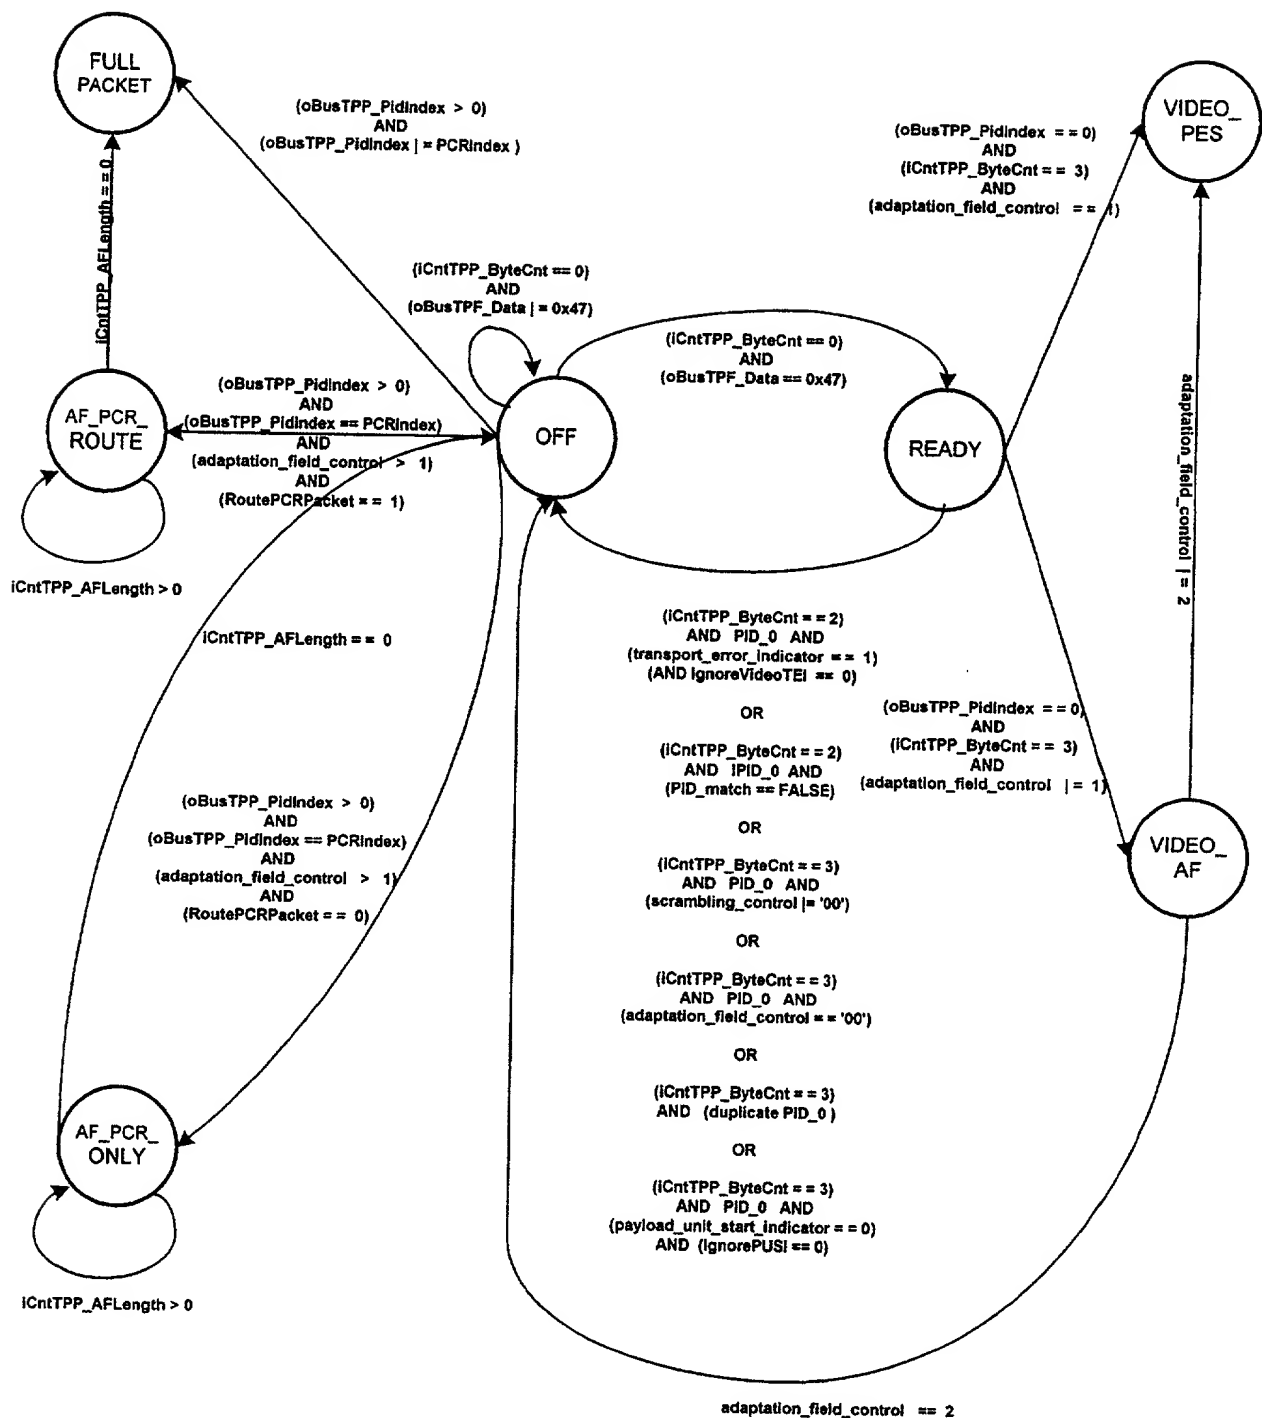 FULL
PACKET
(oBusTPP_PidIndex > 0)
AND
(oBusTPP_PidIndex | = PCRIndex )
iCntTPP_AFLength = = 0
VIDEO_
PES
(oBusTPP_PidIndex = = 0)
AND
(iCntTPP_ByteCnt = = 3)
AND
(adaptation_field_control = = 1)
(iCntTPP_ByteCnt == 0)
AND
(oBusTPF_Data | = 0x47)
(iCntTPP_ByteCnt == 0)
AND
(oBusTPF_Data == 0x47)
AF_PCR_
ROUTE
(oBusTPP_PidIndex > 0)
AND
(oBusTPP_PidIndex == PCRIndex)
AND
(adaptation_field_control > 1)
AND
(RoutePCRPacket = = 1)
OFF
READY
adaptation_field_control | = 2
iCntTPP_AFLength > 0
iCntTPP_AFLength = = 0
(iCntTPP_ByteCnt = = 2)
AND PID_0 AND
(transport_error_indicator = = 1)
(AND IgnoreVideoTEI == 0)
OR
(iCntTPP_ByteCnt = = 2)
AND IPID_0 AND
(PID_match == FALSE)
OR
(iCntTPP_ByteCnt = = 3)
AND PID_0 AND
(scrambling_control |= '00')
OR
(iCntTPP_ByteCnt = = 3)
AND PID_0 AND
(adaptation_field_control = = '00')
OR
(iCntTPP_ByteCnt = = 3)
AND (duplicate PID_0 )
OR
(iCntTPP_ByteCnt = = 3)
AND PID_0 AND
(payload_unit_start_indicator = = 0)
AND (IgnorePUSI == 0)
(oBusTPP_PidIndex = = 0)
AND
(iCntTPP_ByteCnt = = 3)
AND
(adaptation_field_control | = 1)
VIDEO_
AF
(oBusTPP_PidIndex > 0)
AND
(oBusTPP_PidIndex == PCRIndex)
AND
(adaptation_field_control > 1)
AND
(RoutePCRPacket = = 0)
AF_PCR_
ONLY
iCntTPP_AFLength > 0
adaptation_field_control == 2